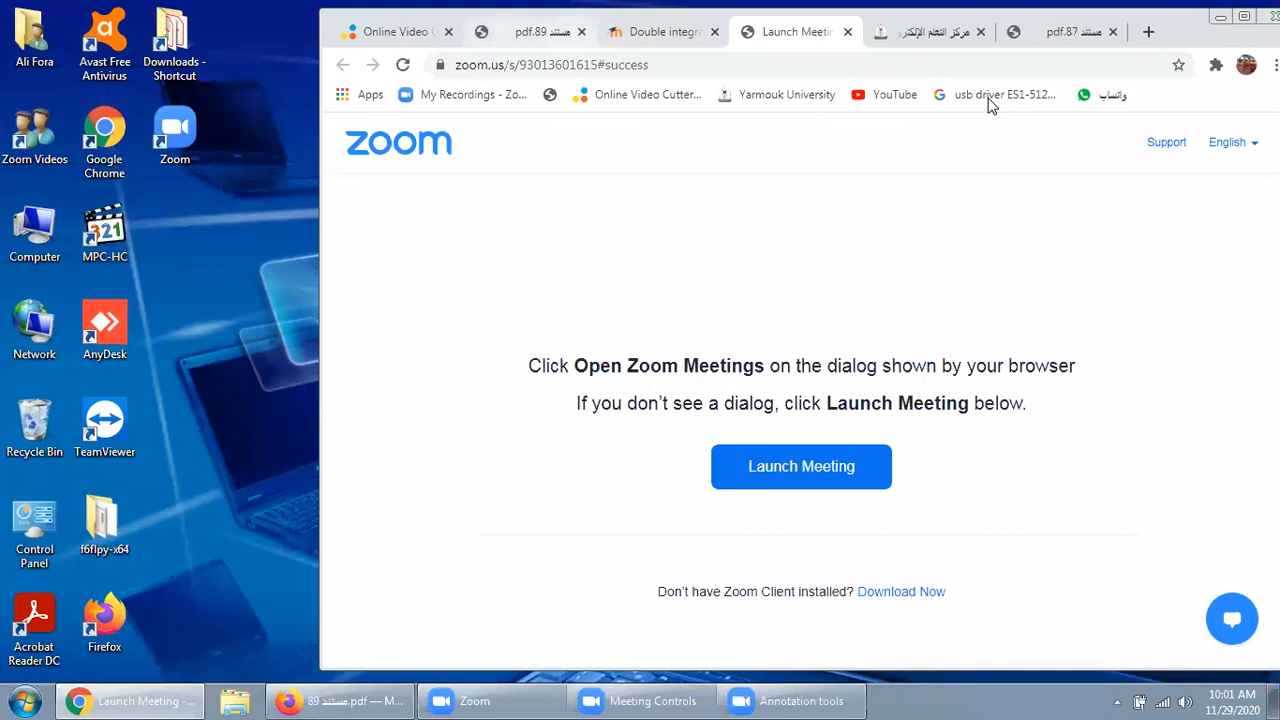 Ali Fora
Avast Free Antivirus
Downloads - Shortcut
Zoom Videos
Google Chrome
Zoom
Computer
MPC-HC
321
Network
AnyDesk
Recycle Bin
TeamViewer
Control Panel
f6flpy-x64
Acrobat Reader DC
Firefox
Online Video C
مستند 89.pdf
Double integra
Launch Meetin
مركز التعلم الإلكترو
مستند 87.pdf
zoom.us/s/93013601615#success
Apps
My Recordings - Zo...
Online Video Cutter...
Yarmouk University
YouTube
usb driver ES1-512...
واتساب
zoom
Support
English
Click Open Zoom Meetings on the dialog shown by your browser
If you don’t see a dialog, click Launch Meeting below.
Launch Meeting
Don’t have Zoom Client installed? Download Now
Launch Meeting -...
مستند 89.pdf — M...
Zoom
Meeting Controls
Annotation tools
10:01 AM
11/29/2020